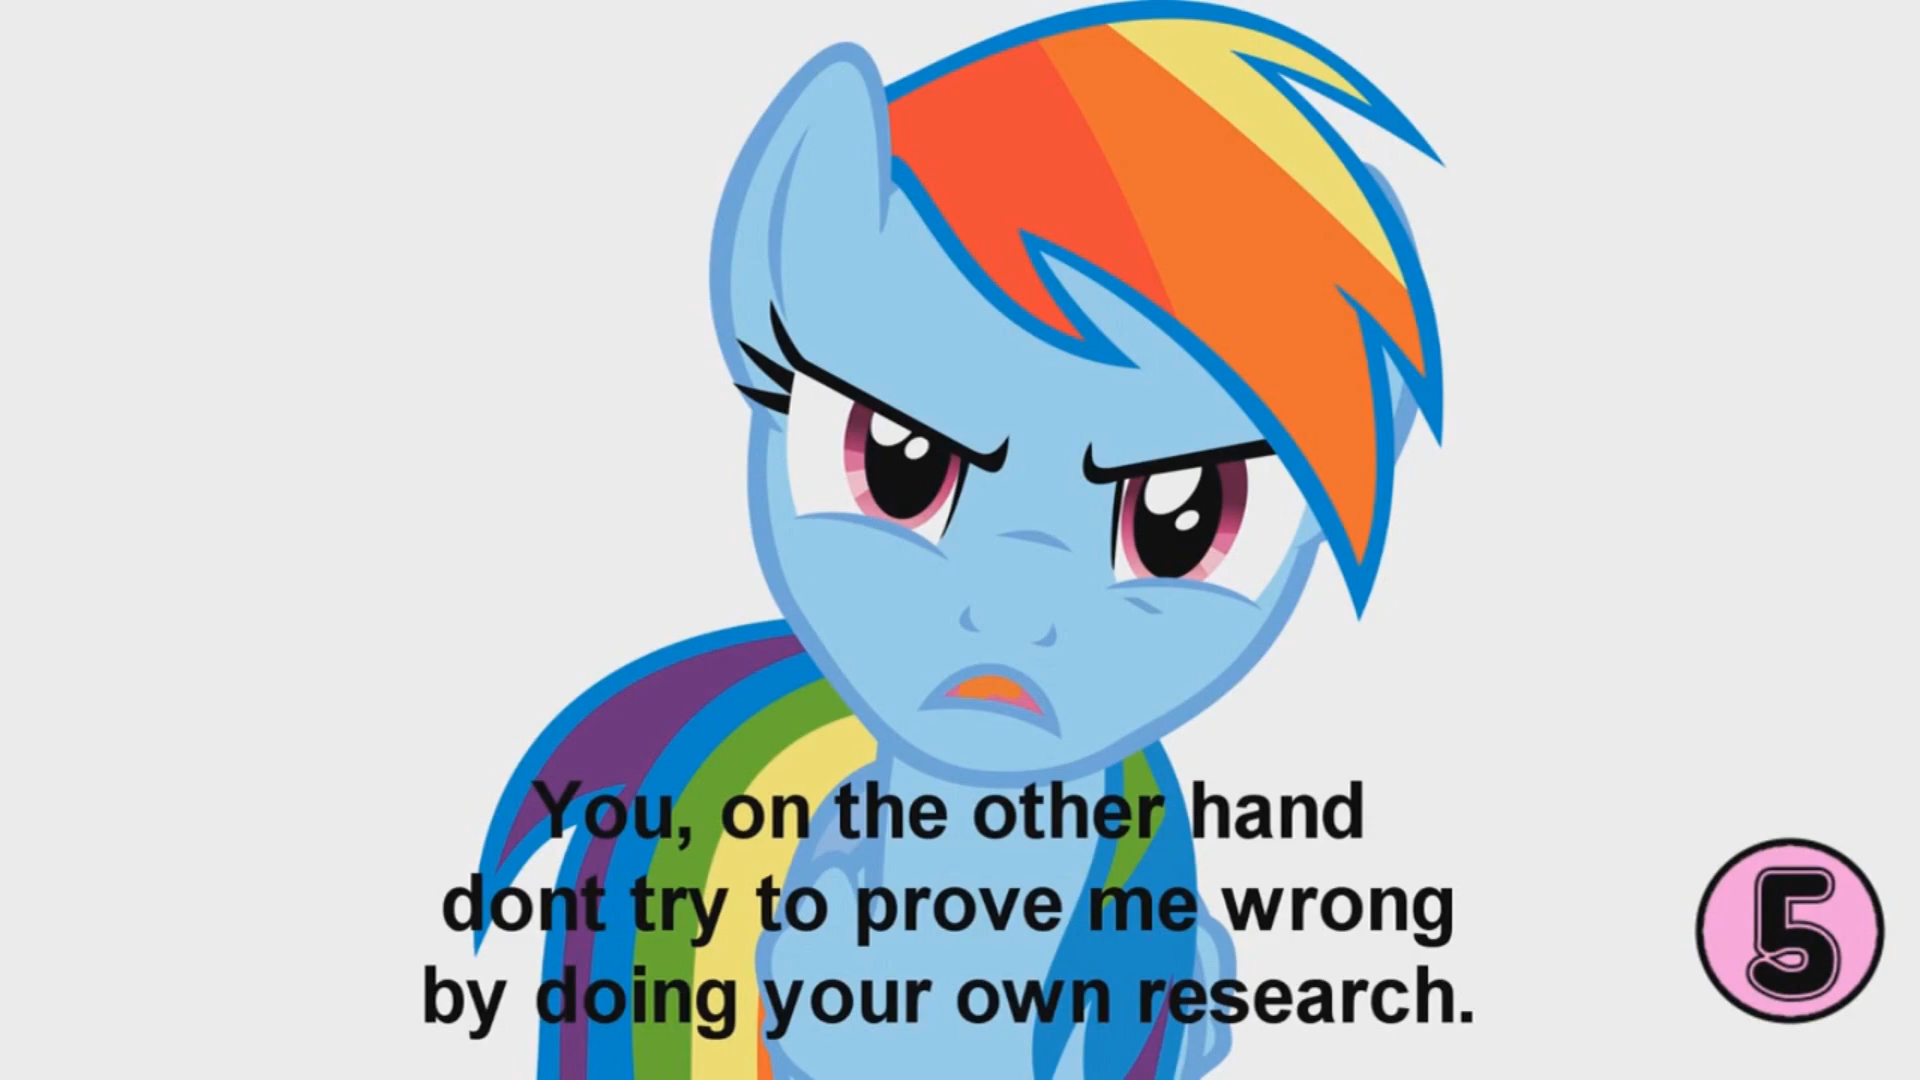 You, on the other hand
dont try to prove me wrong
by doing your own research.
5